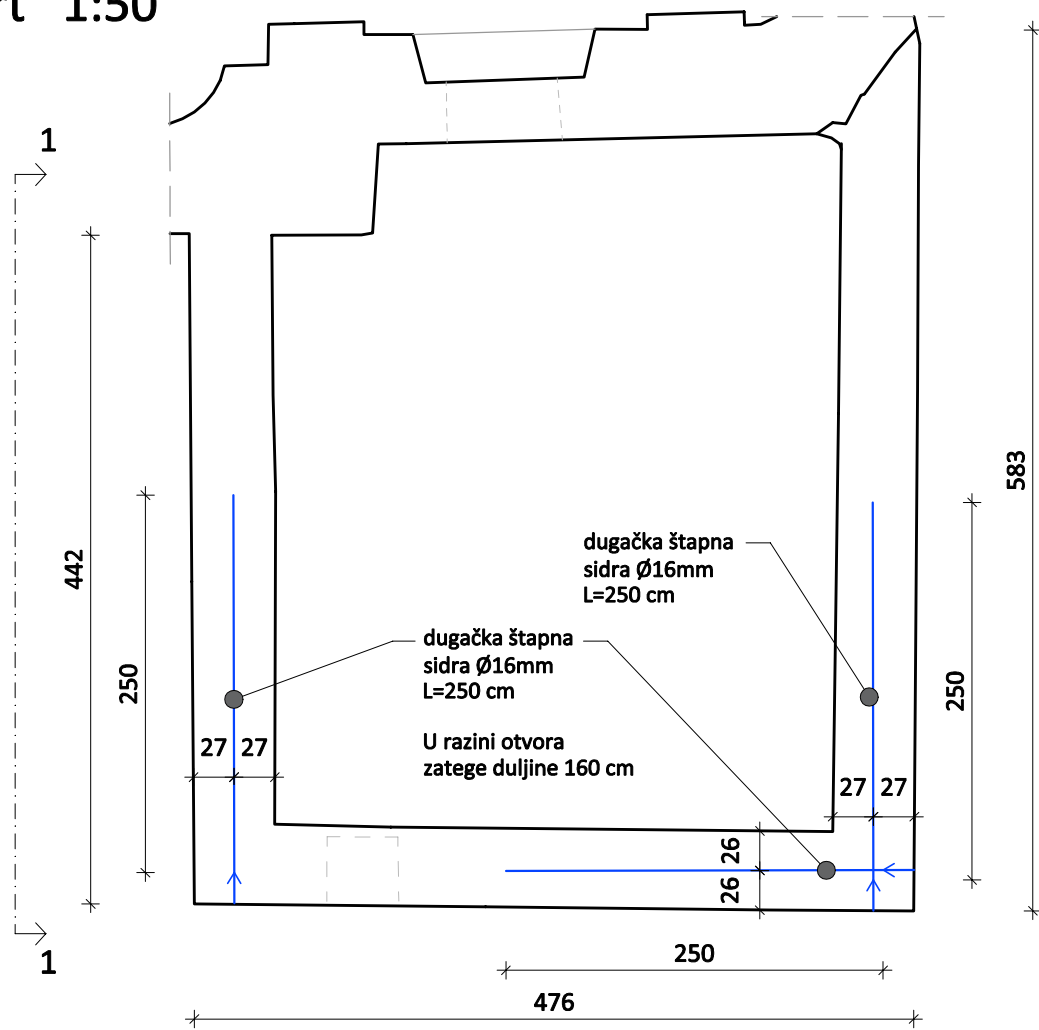 1:50
1
583
442
250
dugačka štapna
sidra Ø16mm
L=250 cm
dugačka štapna
sidra Ø16mm
L=250 cm
U razini otvora
zatege duljine 160 cm
250
27 27
27 27
26
26
1
250
476